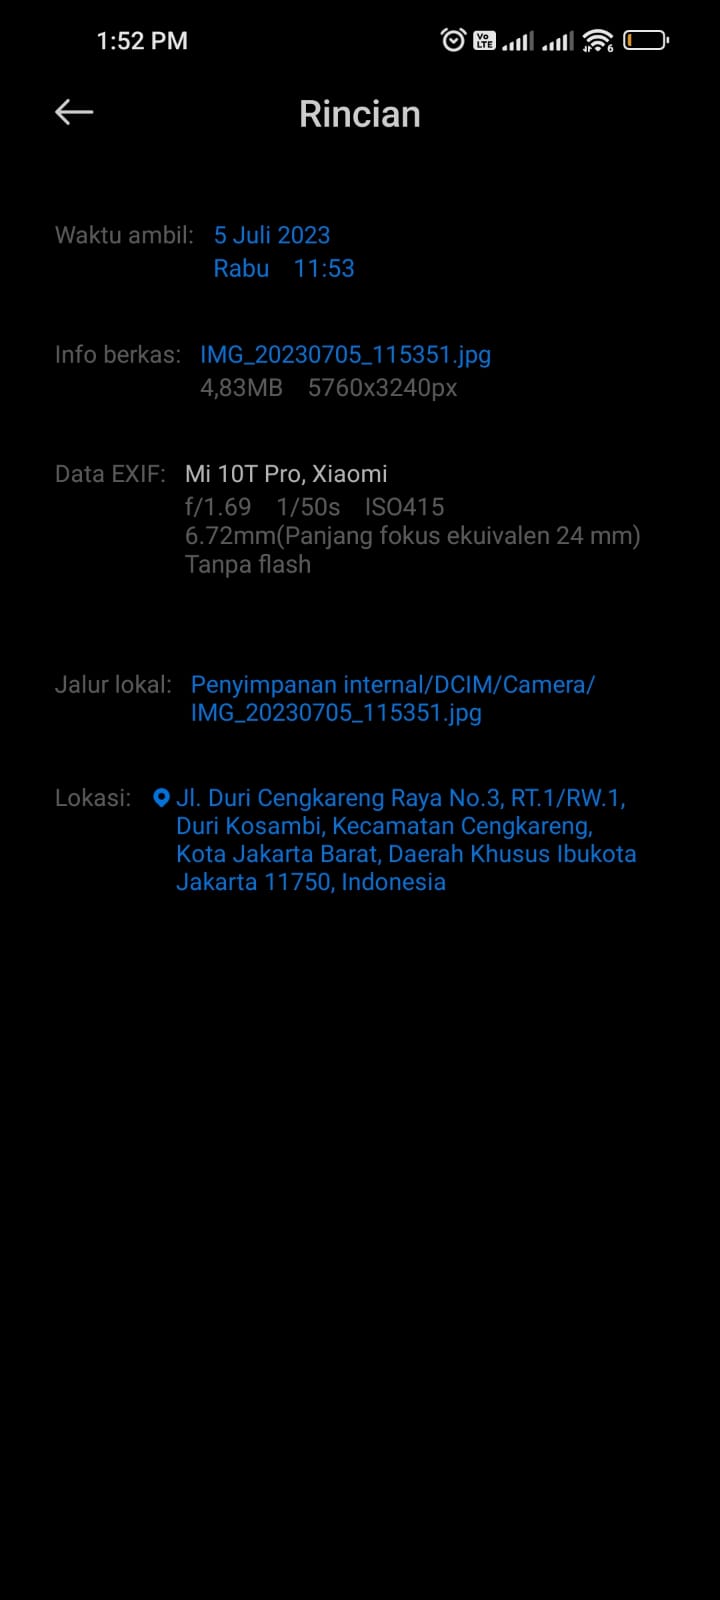 1:52 PM
Vo LTE
6
Rincian
Waktu ambil: 5 Juli 2023
Rabu 11:53
Info berkas: IMG_20230705_115351.jpg
4,83MB 5760x3240px
Data EXIF: Mi 10T Pro, Xiaomi
f/1.69 1/50s ISO415
6.72mm(Panjang fokus ekuivalen 24 mm)
Tanpa flash
Jalur lokal: Penyimpanan internal/DCIM/Camera/
IMG_20230705_115351.jpg
Lokasi: Jl. Duri Cengkareng Raya No.3, RT.1/RW.1,
Duri Kosambi, Kecamatan Cengkareng,
Kota Jakarta Barat, Daerah Khusus Ibukota
Jakarta 11750, Indonesia